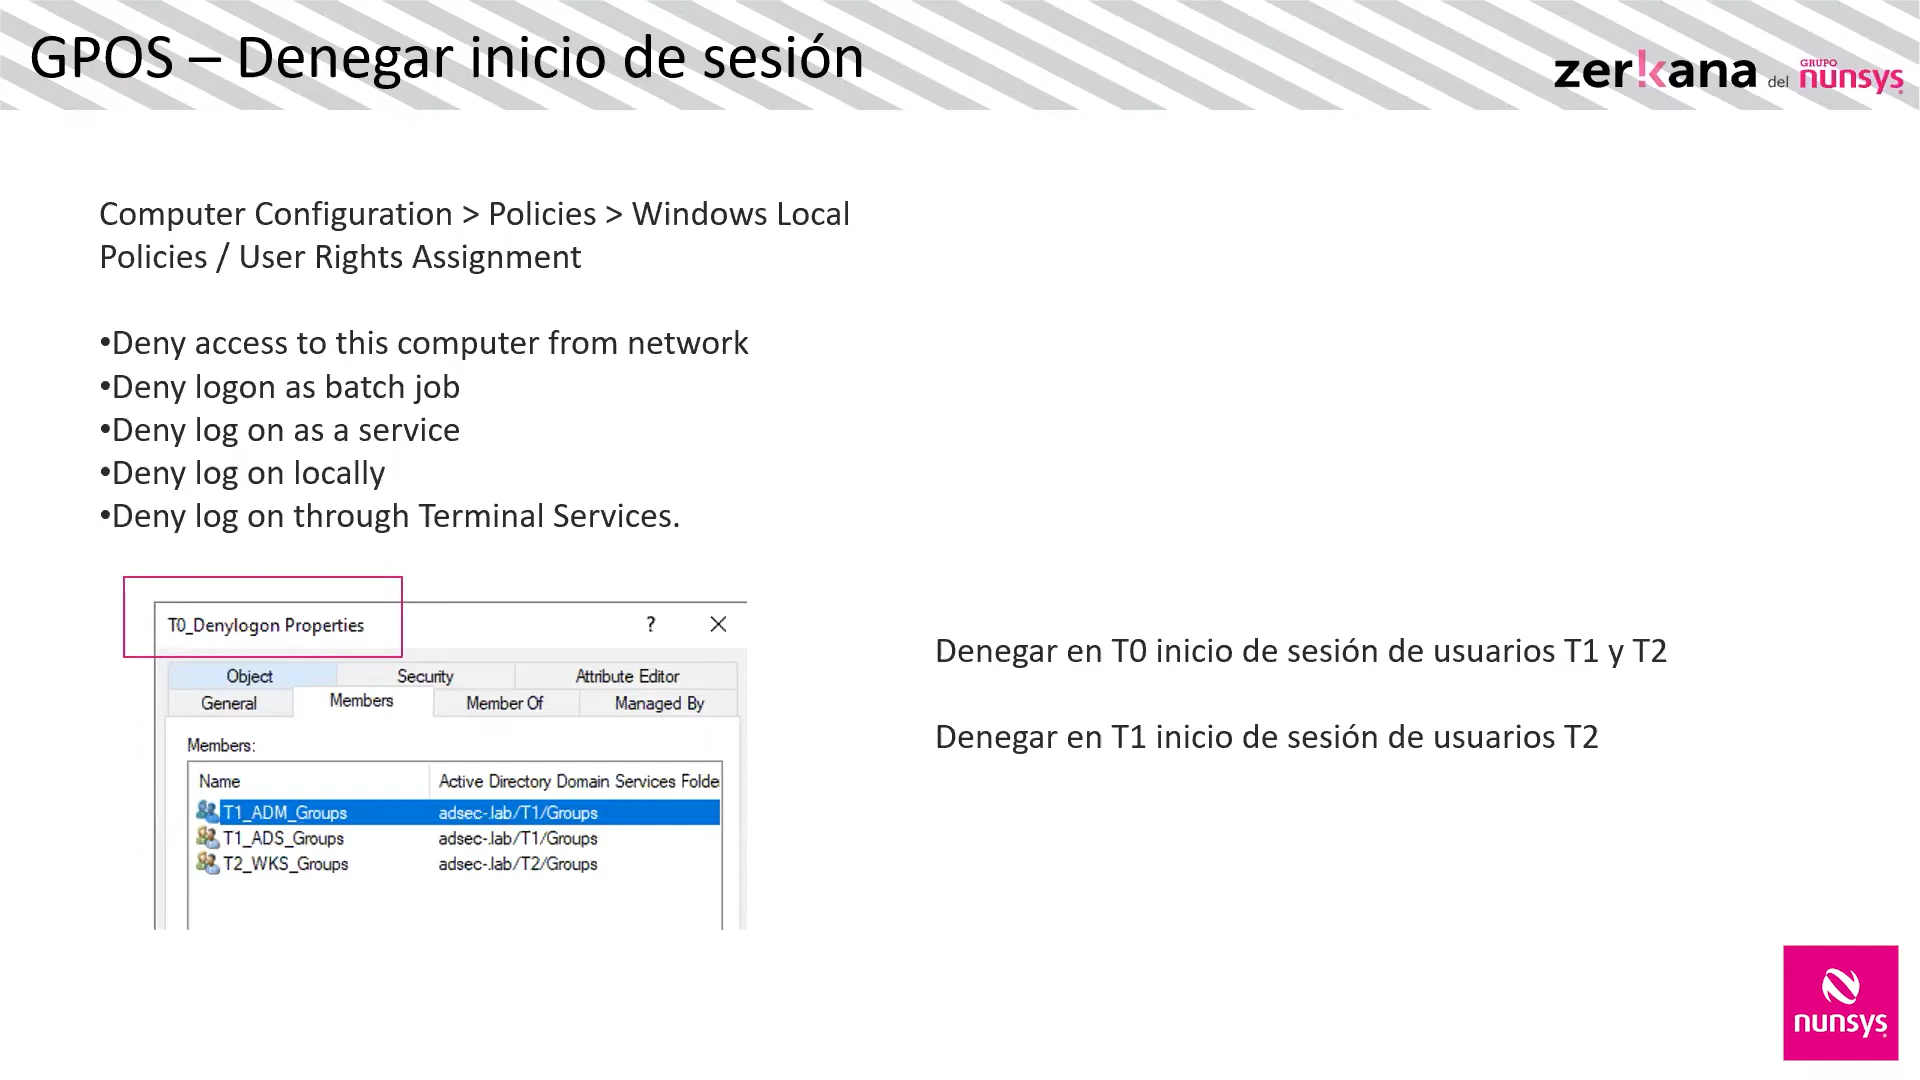 GPOS – Denegar inicio de sesión
zer!kana del GRUPO nunsys
Computer Configuration > Policies > Windows Local
Policies / User Rights Assignment
•Deny access to this computer from network
•Deny logon as batch job
•Deny log on as a service
•Deny log on locally
•Deny log on through Terminal Services.
T0_Denylogon Properties ?
Object Security Attribute Editor
General Members Member Of Managed By
Members:
Name Active Directory Domain Services Folde
T1_ADM_Groups adsec-.lab/T1/Groups
T1_ADS_Groups adsec-.lab/T1/Groups
T2_WKS_Groups adsec-.lab/T2/Groups
Denegar en T0 inicio de sesión de usuarios T1 y T2
Denegar en T1 inicio de sesión de usuarios T2
nunsys